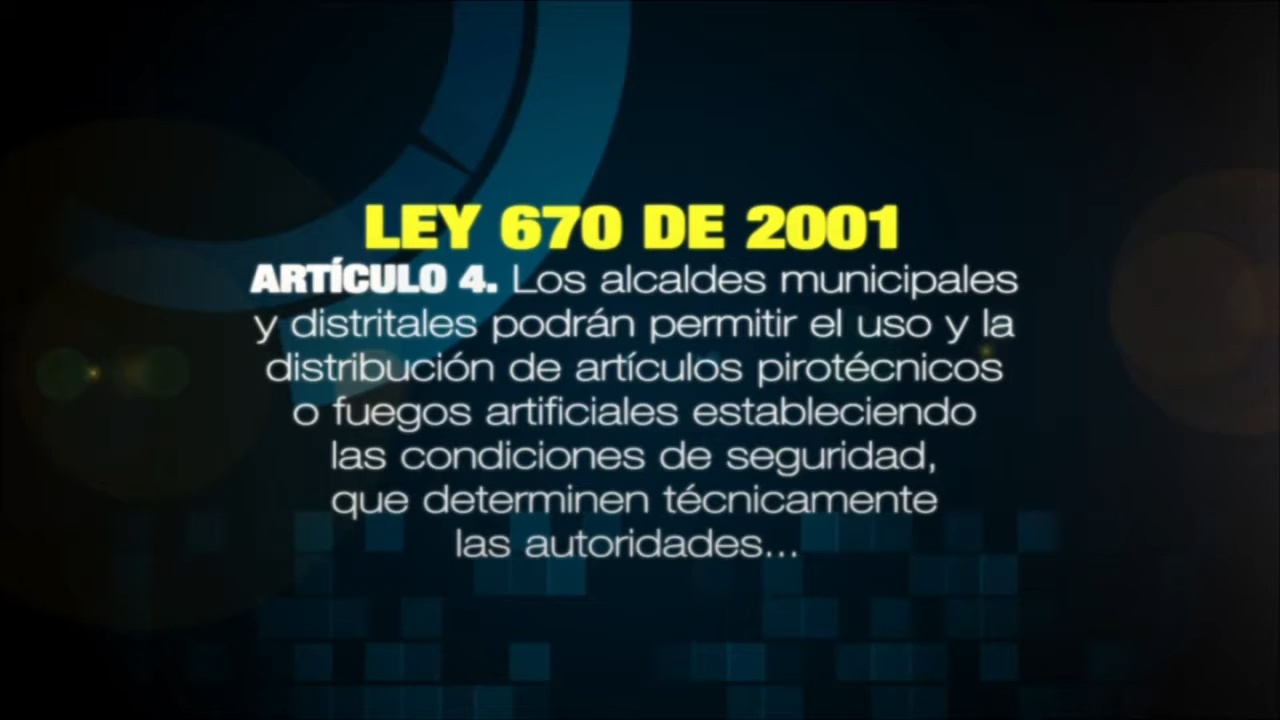 LEY 670 DE 2001
ARTÍCULO 4. Los alcaldes municipales
y distritales podrán permitir el uso y la
distribución de artículos pirotécnicos
o fuegos artificiales estableciendo
las condiciones de seguridad,
que determinen técnicamente
las autoridades...